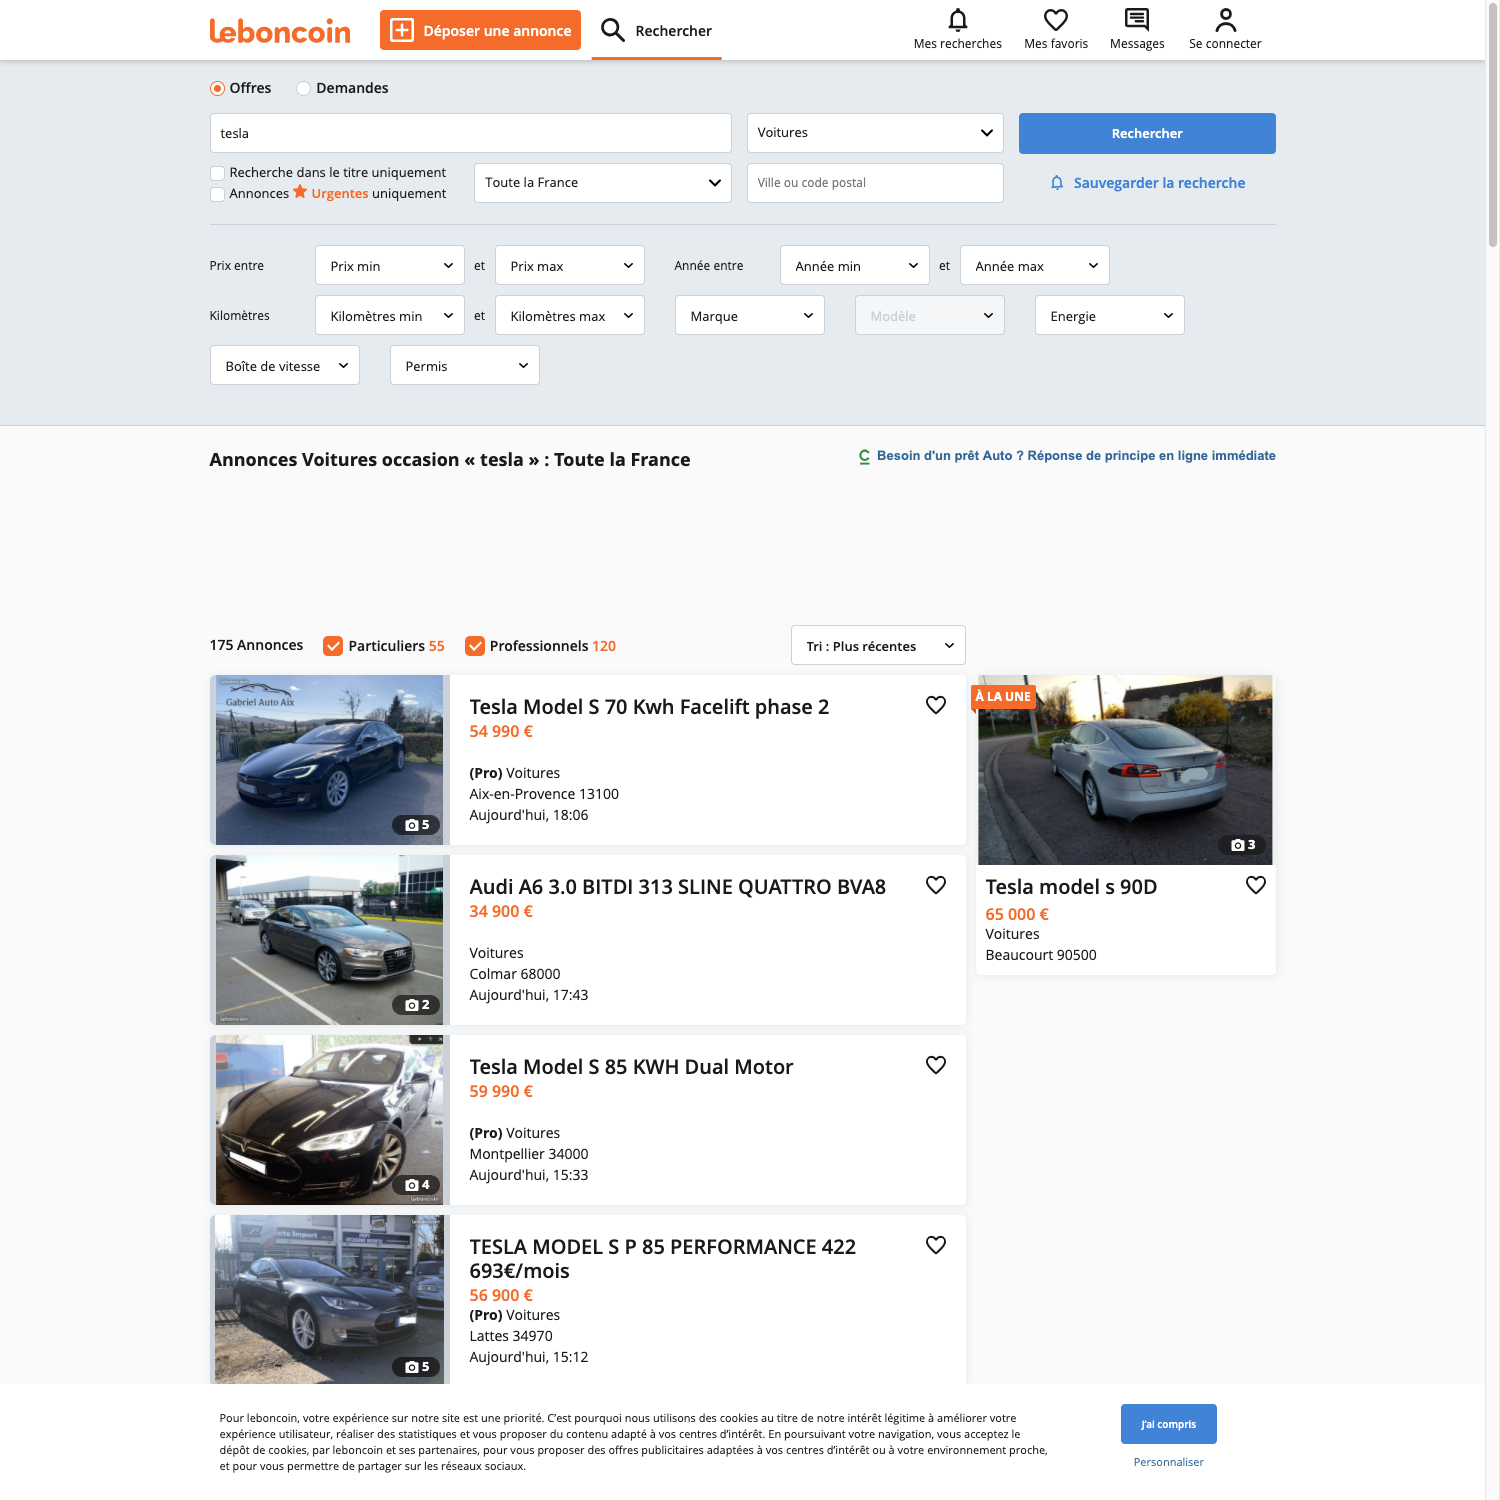 leboncoin
Déposer une annonce
Rechercher
Mes recherches
Mes favoris
Messages
Se connecter
Offres
Demandes
tesla
Voitures
Rechercher
Recherche dans le titre uniquement
Annonces Urgentes uniquement
Toute la France
Ville ou code postal
Sauvegarder la recherche
Prix entre
Prix min
et
Prix max
Année entre
Année min
et
Année max
Kilomètres
Kilomètres min
et
Kilomètres max
Marque
Modèle
Energie
Boîte de vitesse
Permis
Annonces Voitures occasion « tesla » : Toute la France
Besoin d'un prêt Auto ? Réponse de principe en ligne immédiate
175 Annonces
Particuliers 55
Professionnels 120
Tri : Plus récentes
Gabriel Auto Aix
5
Tesla Model S 70 Kwh Facelift phase 2
54 990 €
(Pro) Voitures
Aix-en-Provence 13100
Aujourd'hui, 18:06
À LA UNE
3
Tesla model s 90D
65 000 €
Voitures
Beaucourt 90500
2
leboncoin
Audi A6 3.0 BITDI 313 SLINE QUATTRO BVA8
34 900 €
Voitures
Colmar 68000
Aujourd'hui, 17:43
4
leboncoin
Tesla Model S 85 KWH Dual Motor
59 990 €
(Pro) Voitures
Montpellier 34000
Aujourd'hui, 15:33
leboncoin
5
TESLA MODEL S P 85 PERFORMANCE 422
693€/mois
56 900 €
(Pro) Voitures
Lattes 34970
Aujourd'hui, 15:12
Pour leboncoin, votre expérience sur notre site est une priorité. C'est pourquoi nous utilisons des cookies au titre de notre intérêt légitime à améliorer votre
expérience utilisateur, réaliser des statistiques et vous proposer du contenu adapté à vos centres d'intérêt. En poursuivant votre navigation, vous acceptez le
dépôt de cookies, par leboncoin et ses partenaires, pour vous proposer des offres publicitaires adaptées à vos centres d'intérêt ou à votre environnement proche,
et pour vous permettre de partager sur les réseaux sociaux.
J'ai compris
Personnaliser